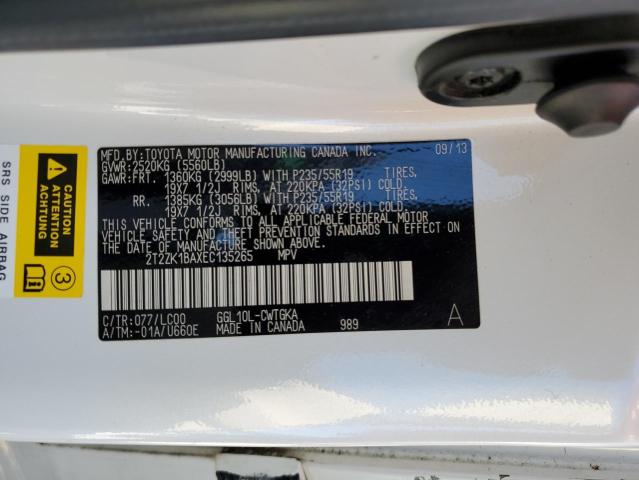 MFD.BY:TOYOTA MOTOR MANUFACTURING CANADA INC. 09/13
GVWR:2520KG (5560LB)
GAWR:FRT. 1360KG (2999LB) WITH P235/55R19 TIRES,
19X7 1/2J RIMS, AT 220KPA (32PSI) COLD.
RR. 1385KG (3056LB) WITH P235/55R19 TIRES,
19X7 1/2J RIMS, AT 220KPA (32PSI) COLD.
THIS VEHICLE CONFORMS TO ALL APPLICABLE FEDERAL MOTOR
VEHICLE SAFETY AND THEFT PREVENTION STANDARDS IN EFFECT ON
THE DATE OF MANUFACTURE SHOWN ABOVE.
2T2ZK1BAXEC135265 MPV
C/TR:077/LC00 GGL10L-CWTGKA A
A/TM:-01A/U660E MADE IN CANADA 989
SRS SIDE AIRBAG
3